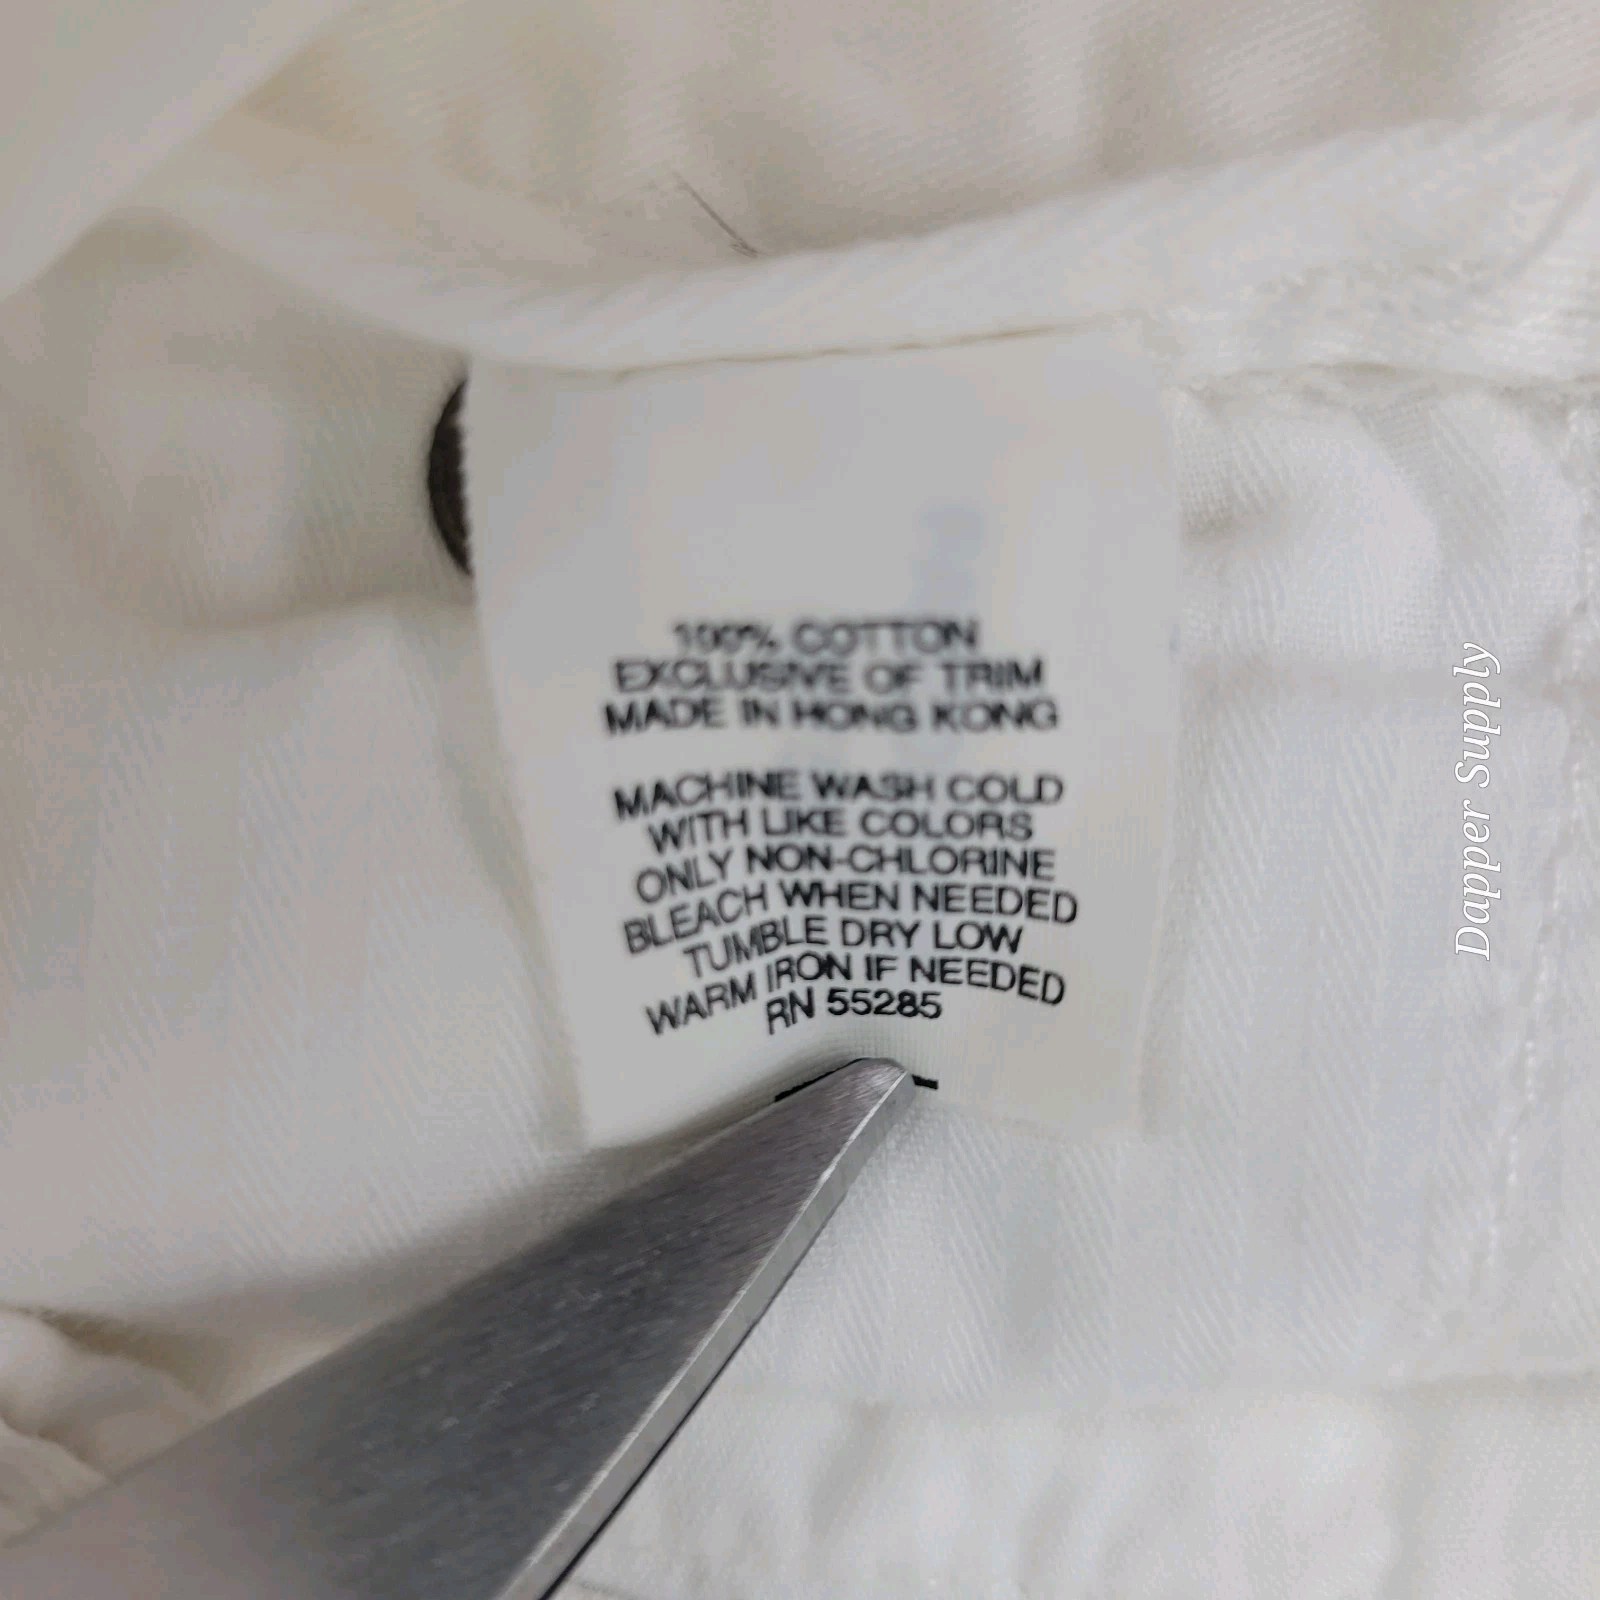 100% COTTON
EXCLUSIVE OF TRIM
MADE IN HONG KONG
MACHINE WASH COLD
WITH LIKE COLORS
ONLY NON-CHLORINE
BLEACH WHEN NEEDED
TUMBLE DRY LOW
WARM IRON IF NEEDED
RN 55285
Dapper Supply